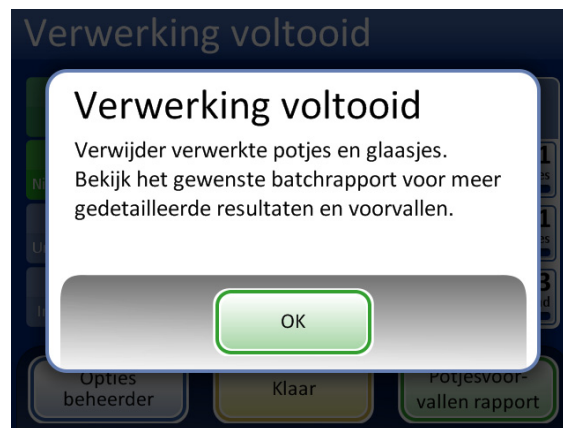 Verwerking voltooid
Verwerking voltooid
Verwijder verwerkte potjes en glaasjes.
Bekijk het gewenste batchrapport voor meer
gedetailleerde resultaten en voorvallen.
OK
Opties
beheerder
Klaar
Potjesvoor-
vallen rapport